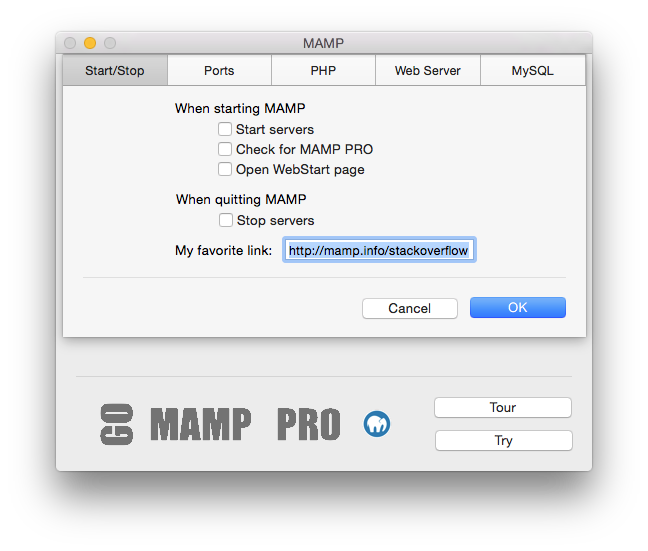 MAMP
Start/Stop Ports PHP Web Server MySQL
When starting MAMP
Start servers
Check for MAMP PRO
Open WebStart page
When quitting MAMP
Stop servers
My favorite link: http://mamp.info/stackoverflow
Cancel OK
GO MAMP PRO
Tour
Try